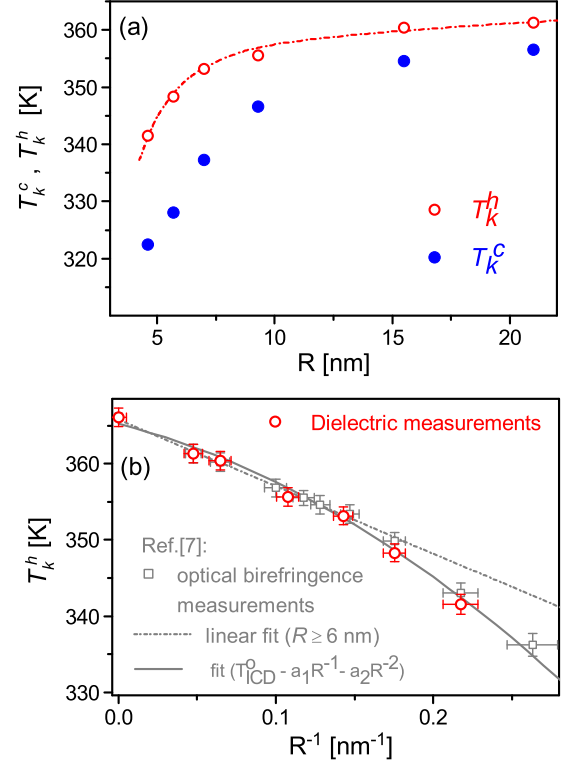 (a)
T_k^c , T_k^h [K]
360
350
340
330
320
T_k^h
T_k^c
5 10 15 20
R [nm]
(b)
Dielectric measurements
T_k^h [K]
360
350
340
330
Ref.[7]:
optical birefringence
measurements
linear fit (R ≥ 6 nm)
fit (T_ICD^o - a₁R⁻¹ - a₂R⁻²)
0.0 0.1 0.2
R⁻¹ [nm⁻¹]